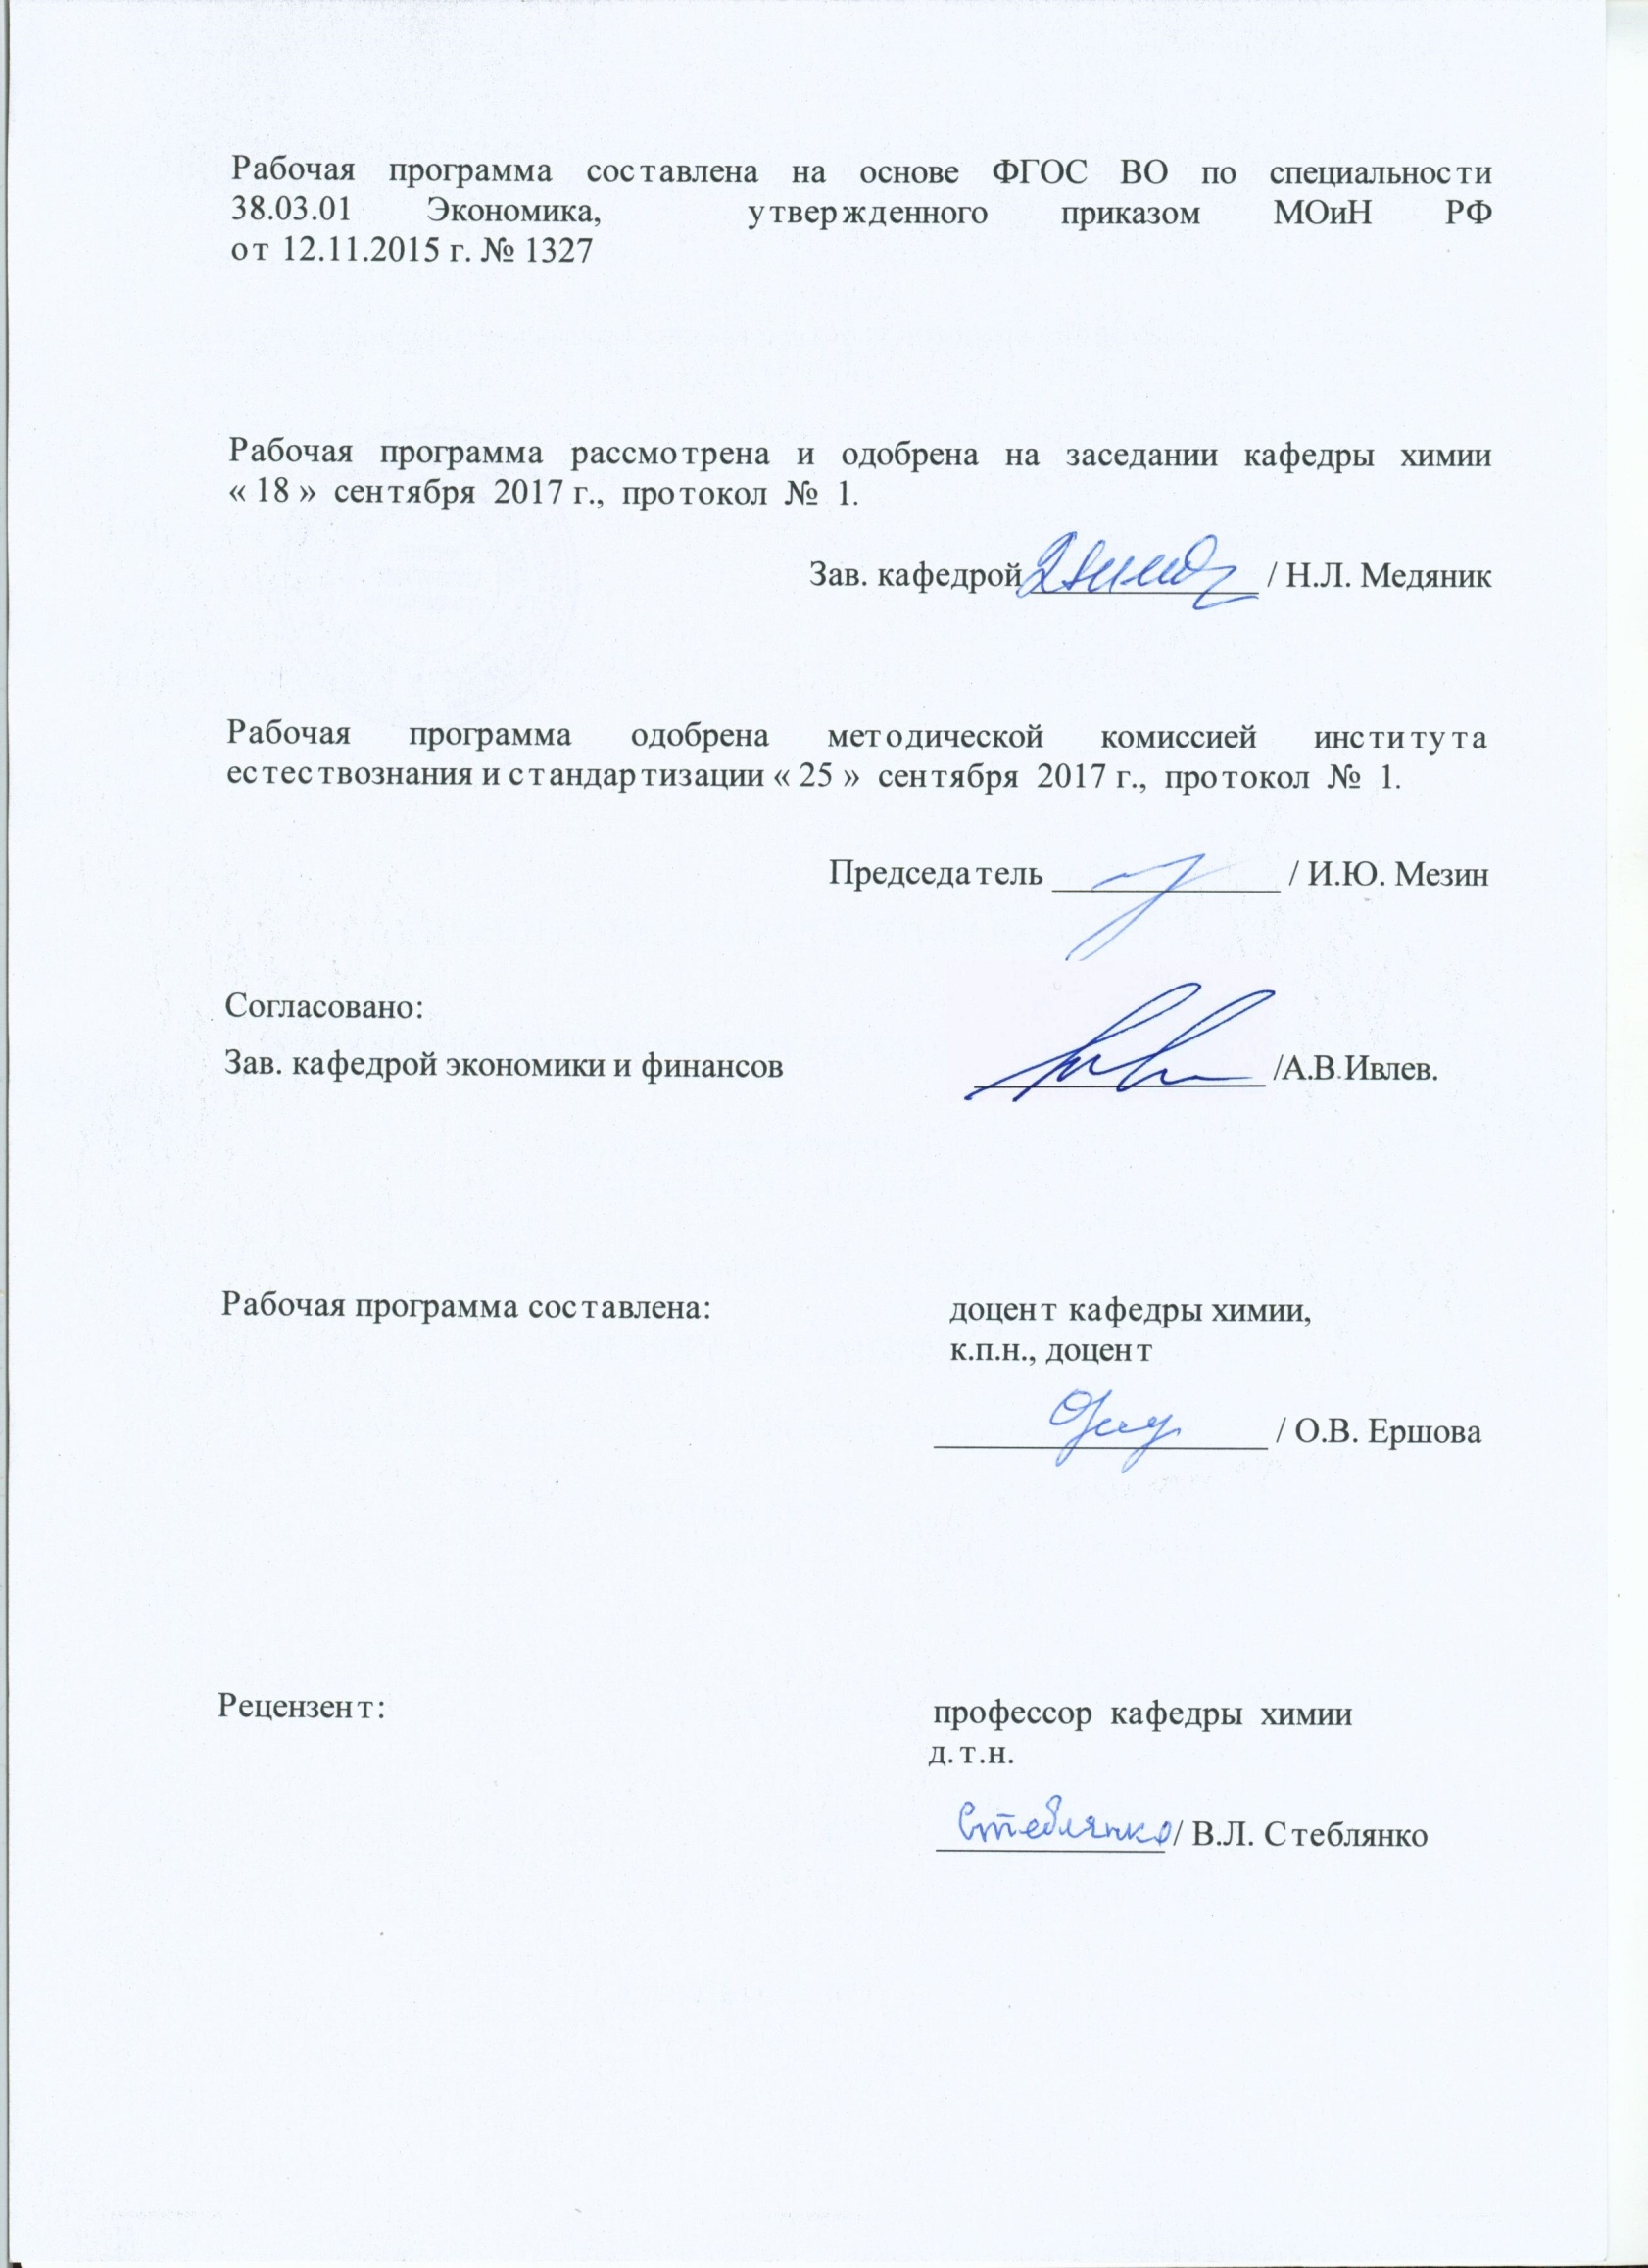 Рабочая программа составлена на основе ФГОС ВО по специальности
38.03.01 Экономика, утвержденного приказом МОиН РФ
от 12.11.2015 г. № 1327
Рабочая программа рассмотрена и одобрена на заседании кафедры химии
« 18 » сентября 2017 г., протокол № 1.
Зав. кафедрой / Н.Л. Медяник
Рабочая программа одобрена методической комиссией института
естествознания и стандартизации « 25 » сентября 2017 г., протокол № 1.
Председатель / И.Ю. Мезин
Согласовано:
Зав. кафедрой экономики и финансов /А.В.Ивлев.
Рабочая программа составлена: доцент кафедры химии,
к.п.н., доцент
/ О.В. Ершова
Рецензент: профессор кафедры химии
д.т.н.
Стеблянко / В.Л. Стеблянко